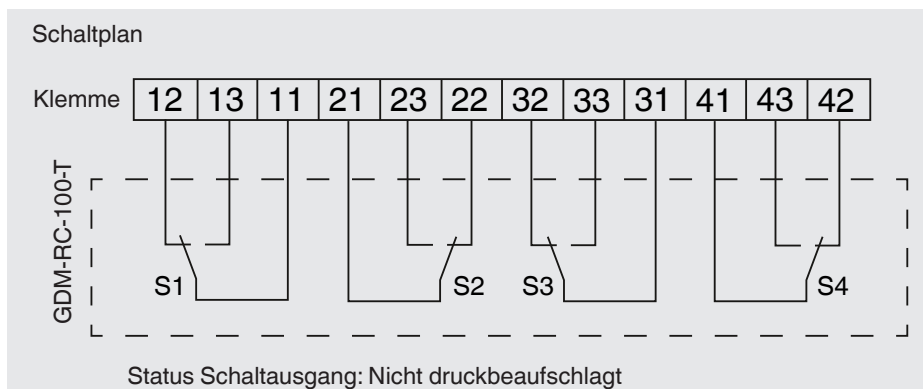 Schaltplan
Klemme 12 13 11 21 23 22 32 33 31 41 43 42
GDM-RC-100-T
S1 S2 S3 S4
Status Schaltausgang: Nicht druckbeaufschlagt